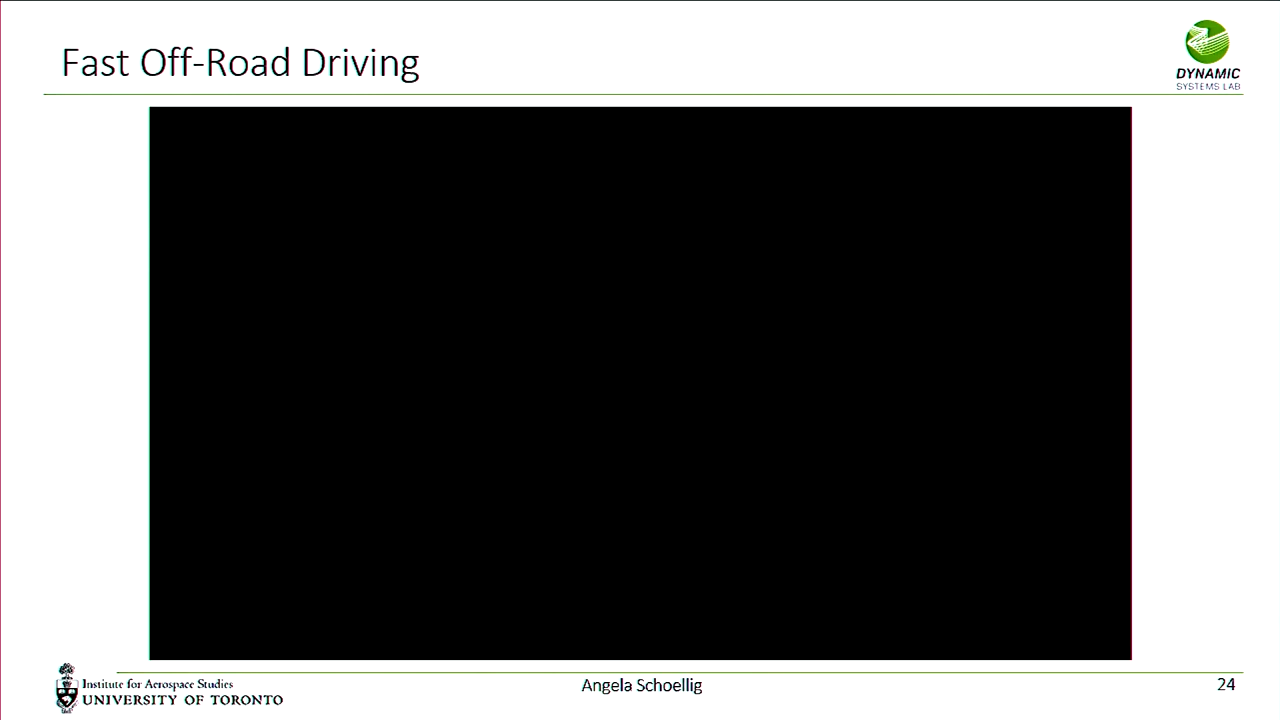 Fast Off-Road Driving
DYNAMIC
SYSTEMS LAB
Institute for Aerospace Studies
UNIVERSITY OF TORONTO
Angela Schoellig
24